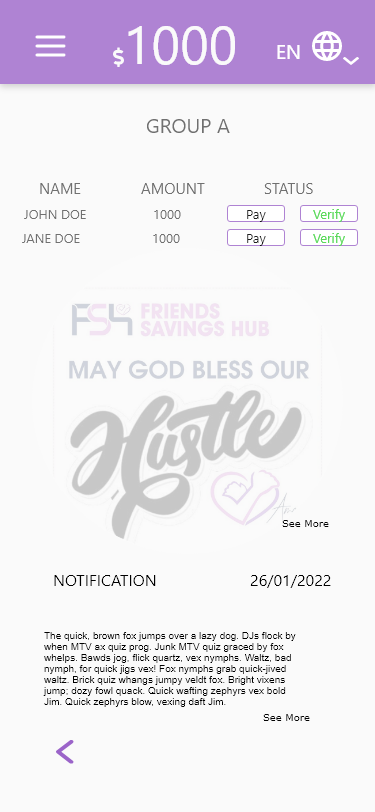 $1000
EN
GROUP A
NAME AMOUNT STATUS
JOHN DOE 1000 Pay Verify
JANE DOE 1000 Pay Verify
FSH FRIENDS
SAVINGS HUB
MAY GOD BLESS OUR
Hustle
See More
NOTIFICATION 26/01/2022
The quick, brown fox jumps over a lazy dog. DJs flock by
when MTV ax quiz prog. Junk MTV quiz graced by fox
whelps. Bawds jog, flick quartz, vex nymphs. Waltz, bad
nymph, for quick jigs vex! Fox nymphs grab quick-jived
waltz. Brick quiz whangs jumpy veldt fox. Bright vixens
jump; dozy fowl quack. Quick wafting zephyrs vex bold
Jim. Quick zephyrs blow, vexing daft Jim.
See More